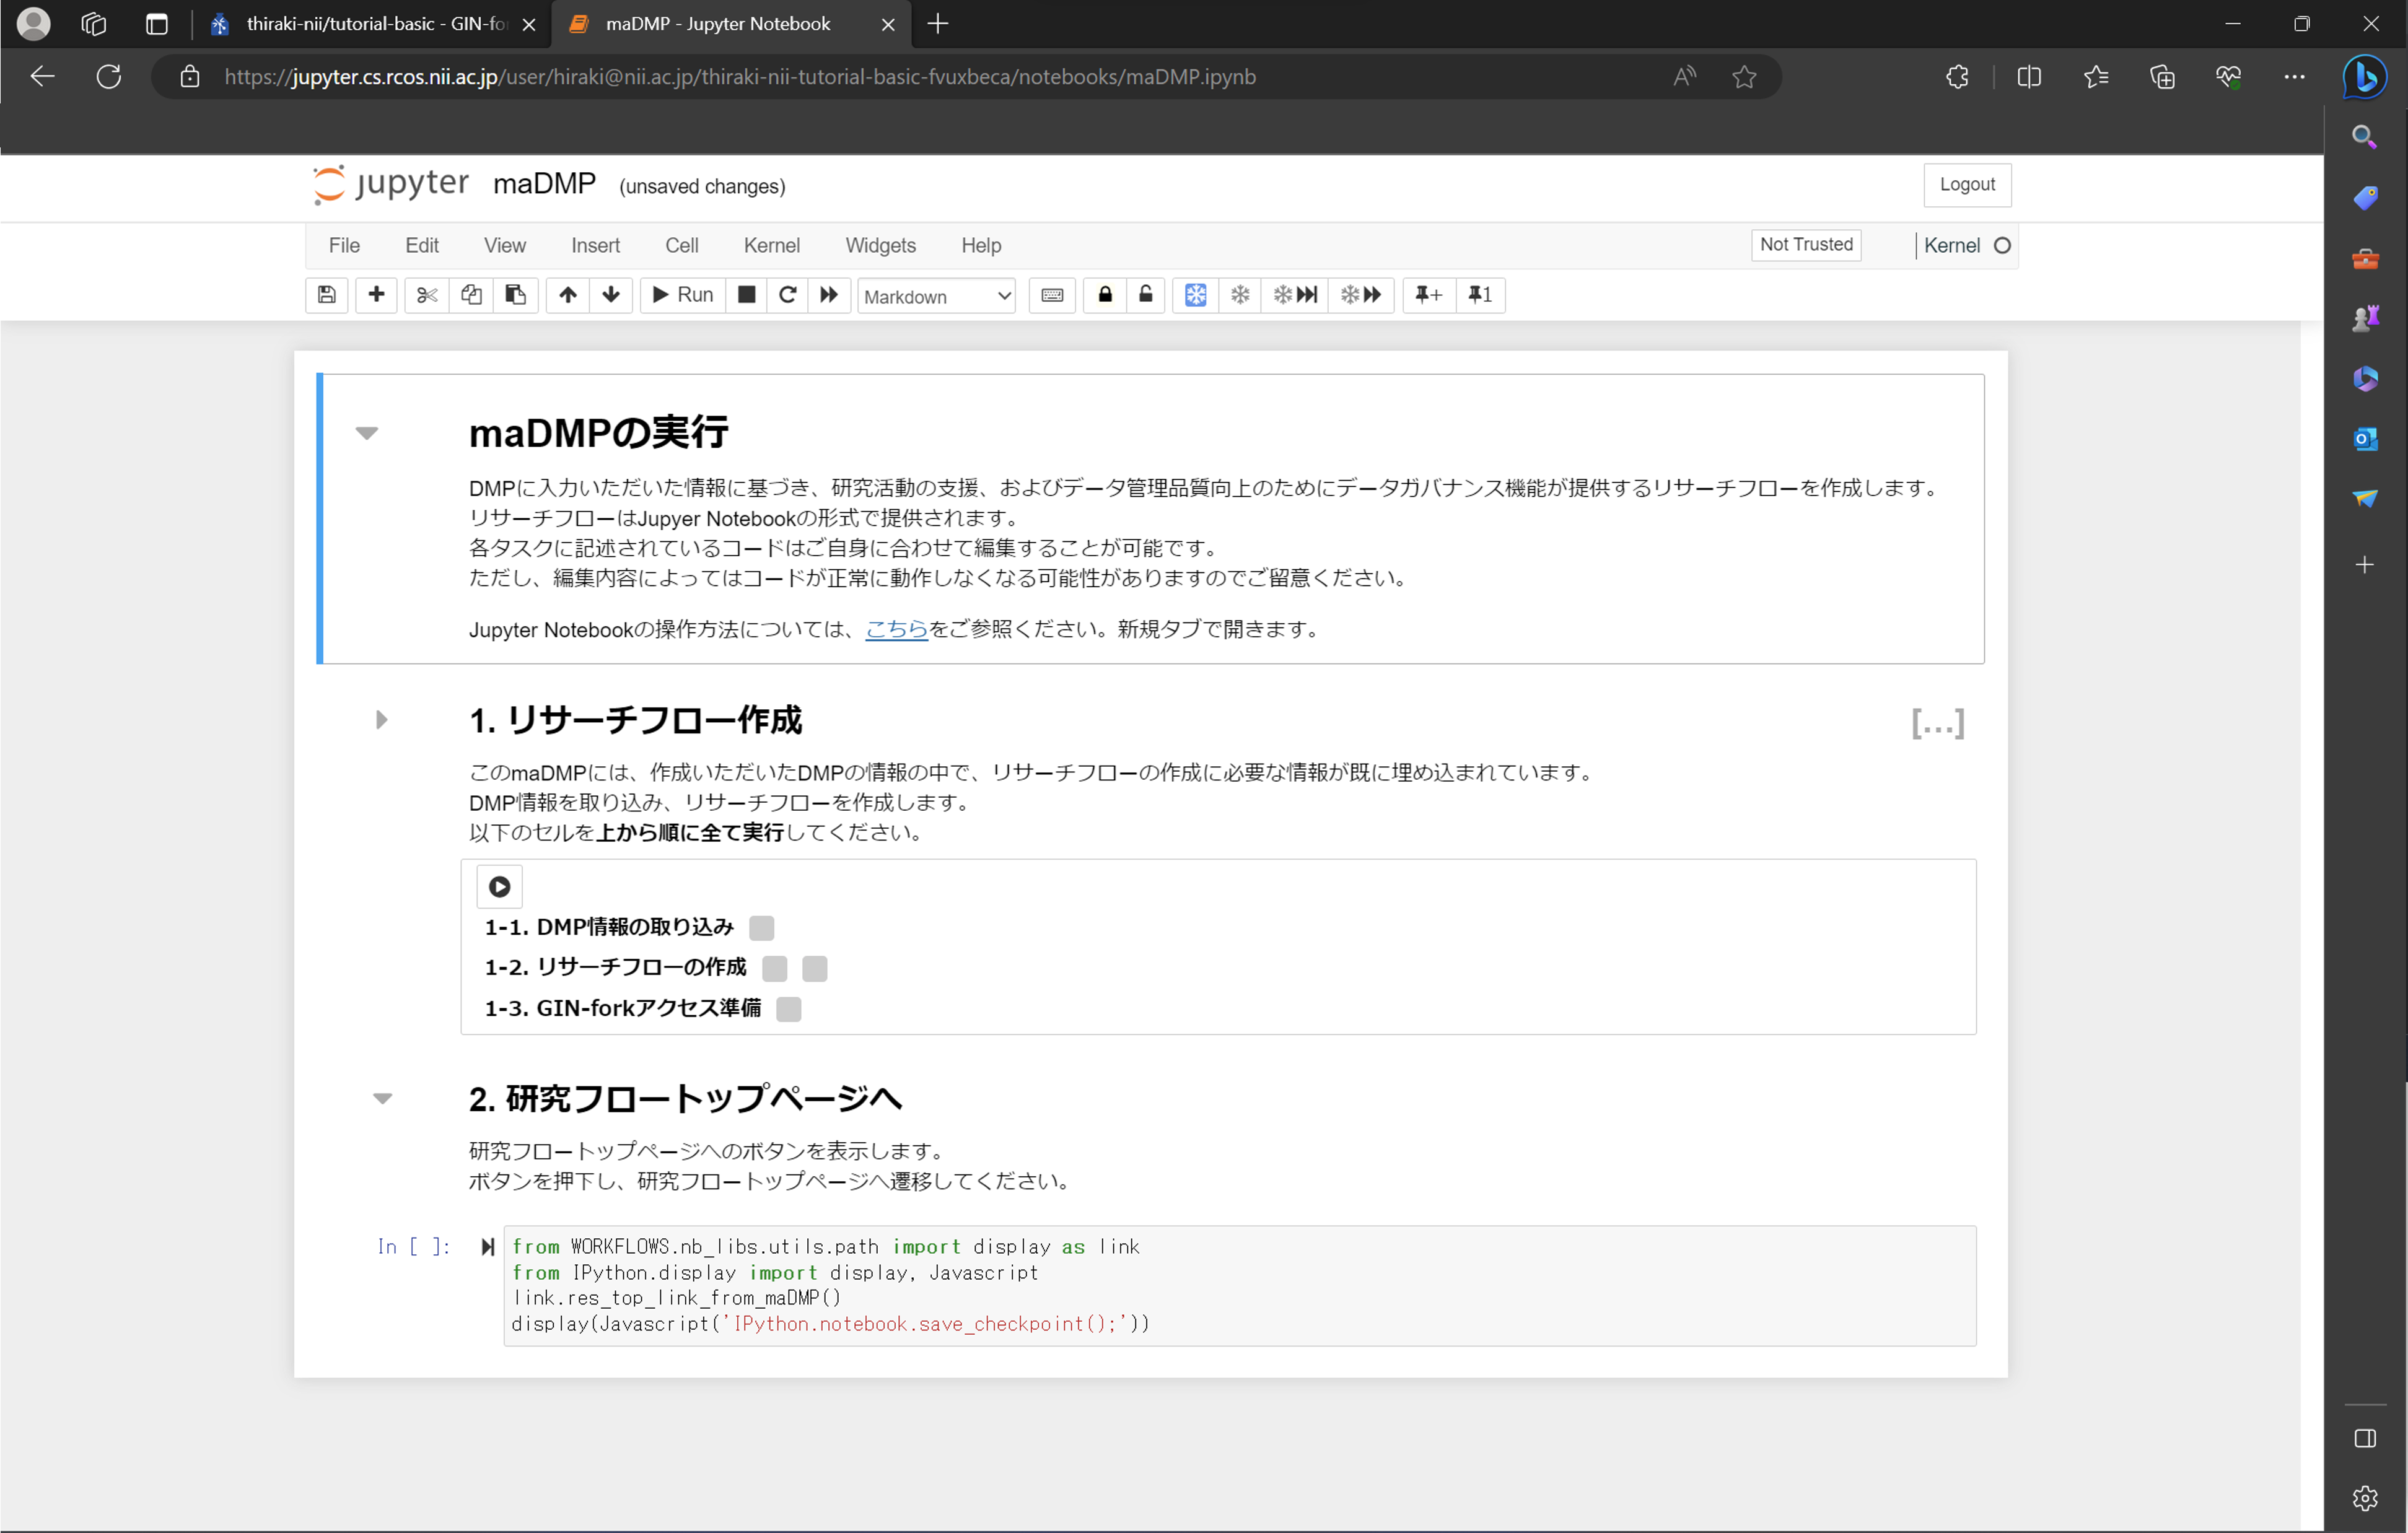 thiraki-nii/tutorial-basic - GIN-fo
maDMP - Jupyter Notebook
https://jupyter.cs.rcos.nii.ac.jp/user/hiraki@nii.ac.jp/thiraki-nii-tutorial-basic-fvuxbeca/notebooks/maDMP.ipynb
jupyter maDMP (unsaved changes)
Logout
File Edit View Insert Cell Kernel Widgets Help
Not Trusted
Kernel
Run
Markdown
+
1
maDMPの実行
DMPに入力いただいた情報に基づき、研究活動の支援、およびデータ管理品質向上のためにデータガバナンス機能が提供するリサーチフローを作成します。
リサーチフローはJupyer Notebookの形式で提供されます。
各タスクに記述されているコードはご自身に合わせて編集することが可能です。
ただし、編集内容によってはコードが正常に動作しなくなる可能性がありますのでご留意ください。
Jupyter Notebookの操作方法については、こちらをご参照ください。新規タブで開きます。
1. リサーチフロー作成
[...]
このmaDMPには、作成いただいたDMPの情報の中で、リサーチフローの作成に必要な情報が既に埋め込まれています。
DMP情報を取り込み、リサーチフローを作成します。
以下のセルを上から順に全て実行してください。
1-1. DMP情報の取り込み
1-2. リサーチフローの作成
1-3. GIN-forkアクセス準備
2. 研究フロートップページへ
研究フロートップページへのボタンを表示します。
ボタンを押下し、研究フロートップページへ遷移してください。
In [ ]:
from WORKFLOWS.nb_libs.utils.path import display as link
from IPython.display import display, Javascript
link.res_top_link_from_maDMP()
display(Javascript('IPython.notebook.save_checkpoint();'))